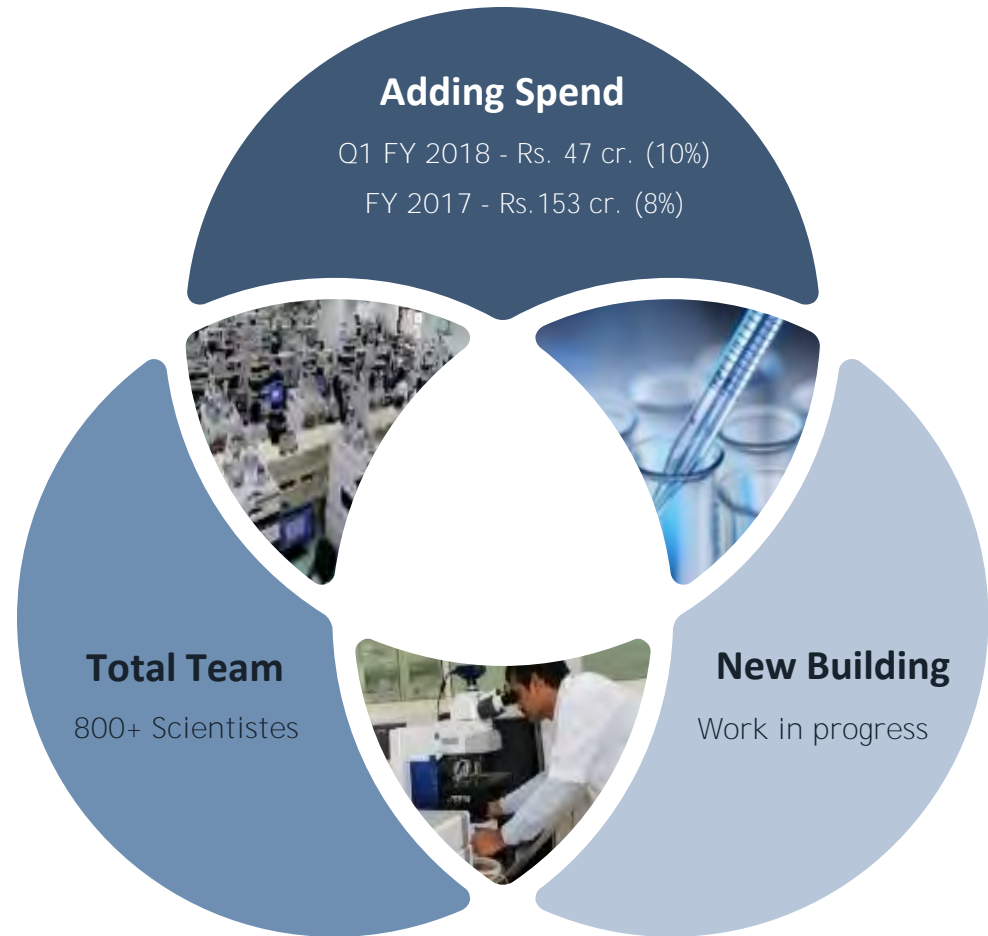 Adding Spend
Q1 FY 2018 - Rs. 47 cr. (10%)
FY 2017 - Rs.153 cr. (8%)
Total Team
800+ Scientistes
New Building
Work in progress